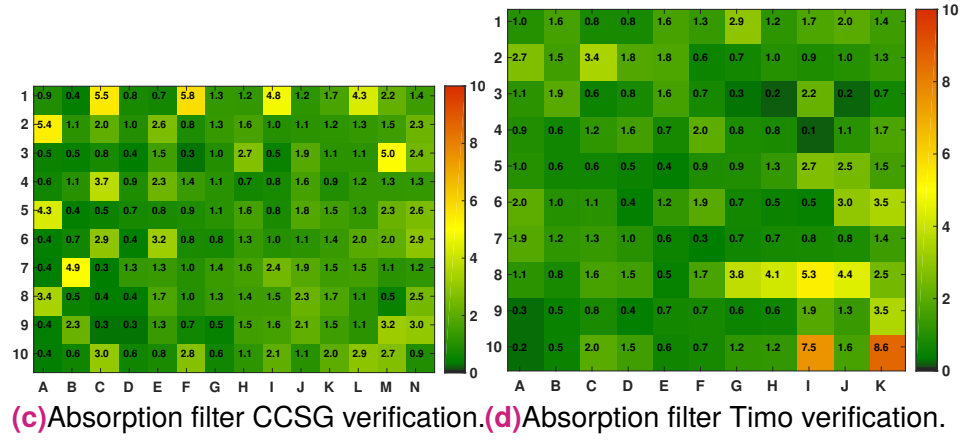 1 0.9 0.4 5.5 0.8 0.7 5.8 1.3 1.2 4.8 1.2 1.7 4.3 2.2 1.4
2 5.4 1.1 2.0 1.0 2.6 0.8 1.3 1.6 1.0 1.1 1.2 1.3 1.5 2.3
3 0.5 0.5 0.8 0.4 1.5 0.3 1.0 2.7 0.5 1.9 1.1 1.1 5.0 2.4
4 0.6 1.1 3.7 0.9 2.3 1.4 1.1 0.7 0.8 1.6 0.9 1.2 1.3 1.3
5 4.3 0.4 0.5 0.7 0.8 0.9 1.1 1.6 0.8 1.8 1.5 1.3 2.3 2.6
6 0.4 0.7 2.9 0.4 3.2 0.8 0.8 1.3 1.0 1.1 1.4 2.0 2.0 2.9
7 0.4 4.9 0.3 1.3 1.3 1.0 1.1 1.6 2.4 1.9 1.5 1.5 1.1 1.2
8 3.4 0.5 0.4 0.4 1.7 1.0 1.3 1.4 1.5 2.3 1.7 1.1 0.5 2.5
9 0.4 2.3 0.3 0.3 1.3 0.7 0.5 1.5 1.6 2.1 1.5 1.1 3.2 3.0
10 0.4 0.6 3.0 0.6 0.8 2.8 0.6 1.1 2.1 1.1 2.0 2.9 2.7 0.9
A B C D E F G H I J K L M N
10
8
6
4
2
0
(c)Absorption filter CCSG verification.
1 1.0 1.6 0.8 0.8 1.6 1.3 2.9 1.2 1.7 2.0 1.4
2 2.7 1.5 3.4 1.8 1.8 0.6 0.7 1.0 0.9 1.0 1.3
3 1.1 1.9 0.6 0.8 1.6 0.7 0.3 0.2 2.2 0.2 0.7
4 0.9 0.6 1.2 1.6 0.7 2.0 0.8 0.8 0.1 1.1 1.7
5 1.0 0.6 0.6 0.5 0.4 0.9 0.9 1.3 2.7 2.5 1.5
6 2.0 1.0 1.1 0.4 1.2 1.9 0.7 0.5 0.5 3.0 3.5
7 1.9 1.2 1.3 1.0 0.6 0.3 0.7 0.7 0.8 0.8 1.4
8 1.1 0.8 1.6 1.5 0.5 1.7 3.8 4.1 5.3 4.4 2.5
9 0.3 0.5 0.8 0.4 0.7 0.7 0.6 0.6 1.9 1.3 3.5
10 0.2 0.5 2.0 1.5 0.6 0.7 1.2 1.2 7.5 1.6 8.6
A B C D E F G H I J K
10
8
6
4
2
0
(d)Absorption filter Timo verification.